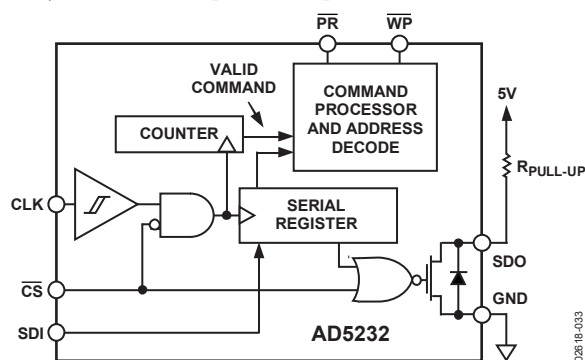 PR
WP
VALID
COMMAND
COMMAND
PROCESSOR
AND ADDRESS
DECODE
5V
COUNTER
RPULL-UP
CLK
SERIAL
REGISTER
SDO
CS
GND
SDI
AD5232
02618-033